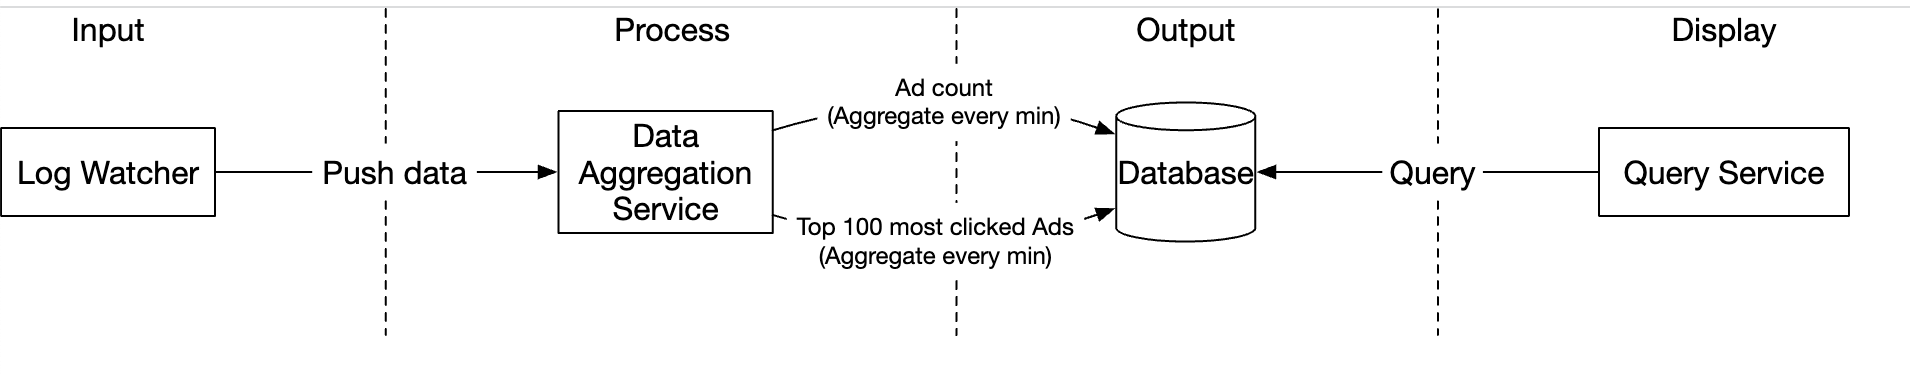 Input
Process
Output
Display
Log Watcher
Push data
Data
Aggregation
Service
Ad count
(Aggregate every min)
Top 100 most clicked Ads
(Aggregate every min)
Database
Query
Query Service